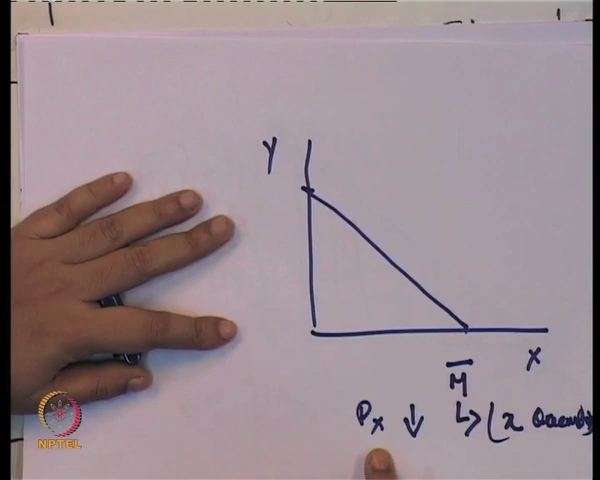 Y
X
M̄
Pₓ ↓ ↳ (x
NPTEL